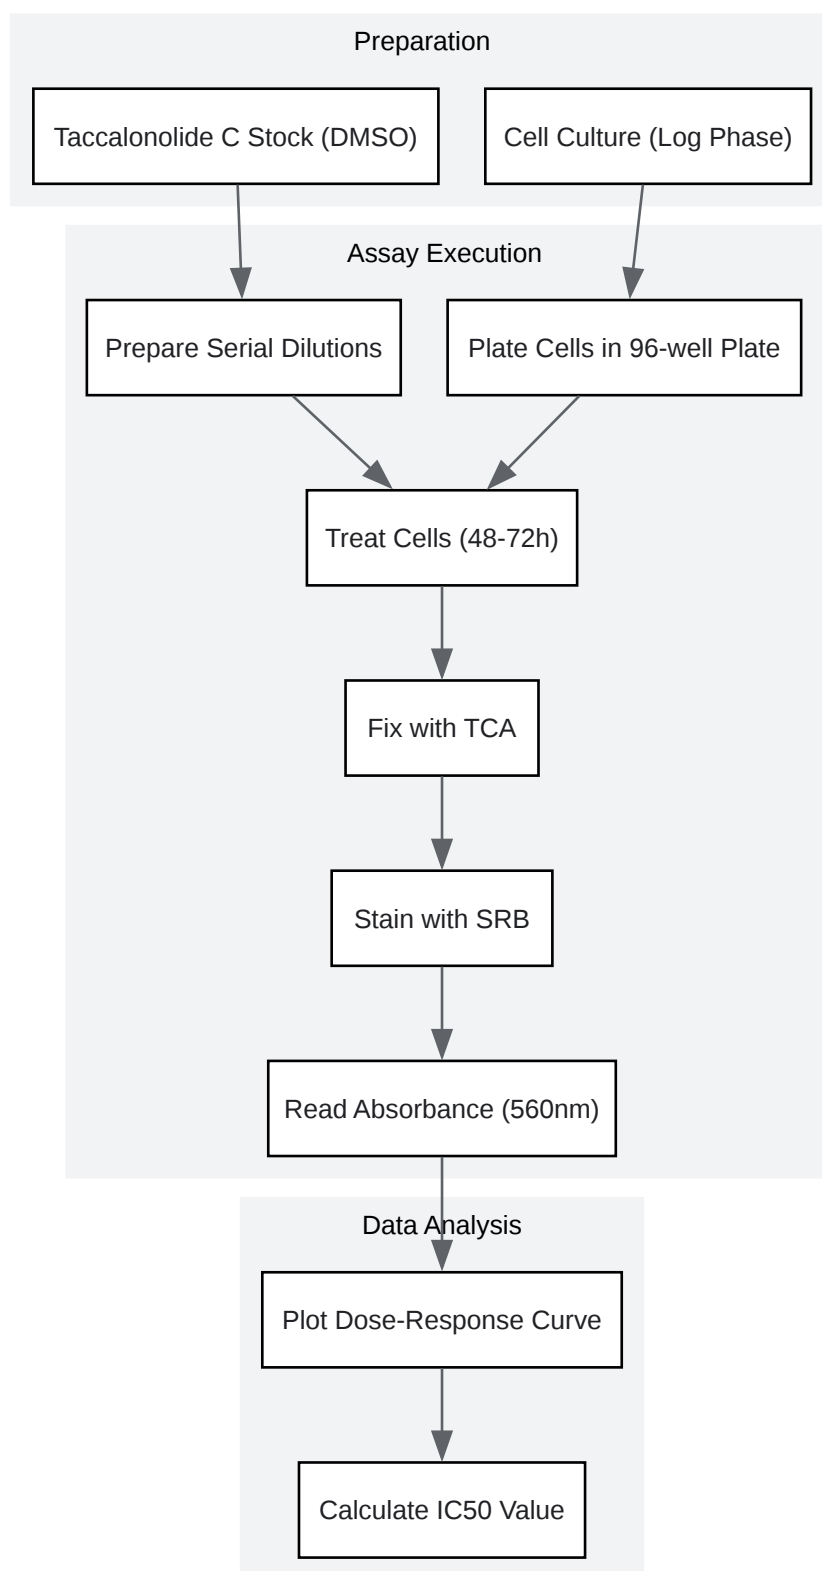 Preparation
Taccalonolide C Stock (DMSO)
Cell Culture (Log Phase)
Assay Execution
Prepare Serial Dilutions
Plate Cells in 96-well Plate
Treat Cells (48-72h)
Fix with TCA
Stain with SRB
Read Absorbance (560nm)
Data Analysis
Plot Dose-Response Curve
Calculate IC50 Value